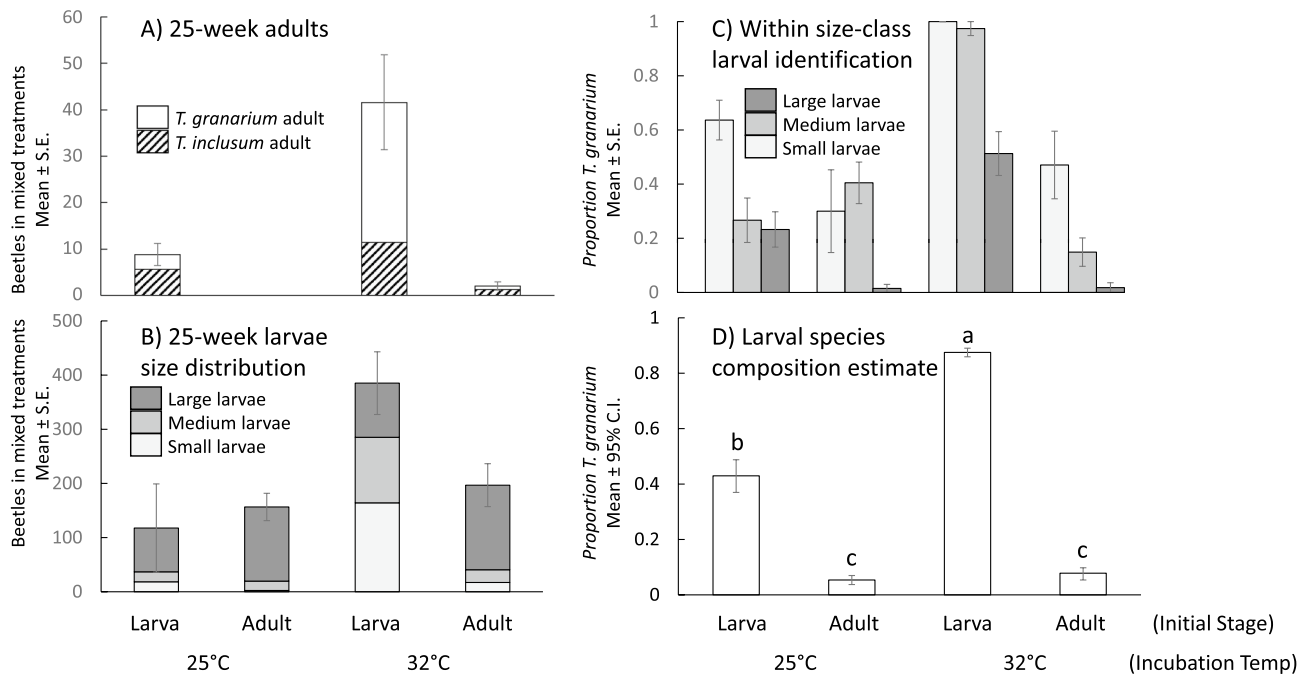 A) 25-week adults
60
50
40
30
20
10
0
Beetles in mixed treatments
Mean ± S.E.
T. granarium adult
T. inclusum adult
B) 25-week larvae
size distribution
500
400
300
200
100
0
Beetles in mixed treatments
Mean ± S.E.
Large larvae
Medium larvae
Small larvae
Larva Adult Larva Adult
25°C 32°C
C) Within size-class
larval identification
1
0.8
0.6
0.4
0.2
0
Proportion T. granarium
Mean ± S.E.
Large larvae
Medium larvae
Small larvae
D) Larval species
composition estimate
1
0.8
0.6
0.4
0.2
0
Proportion T. granarium
Mean ± 95% C.I.
b
c
a
c
Larva Adult Larva Adult (Initial Stage)
25°C 32°C (Incubation Temp)